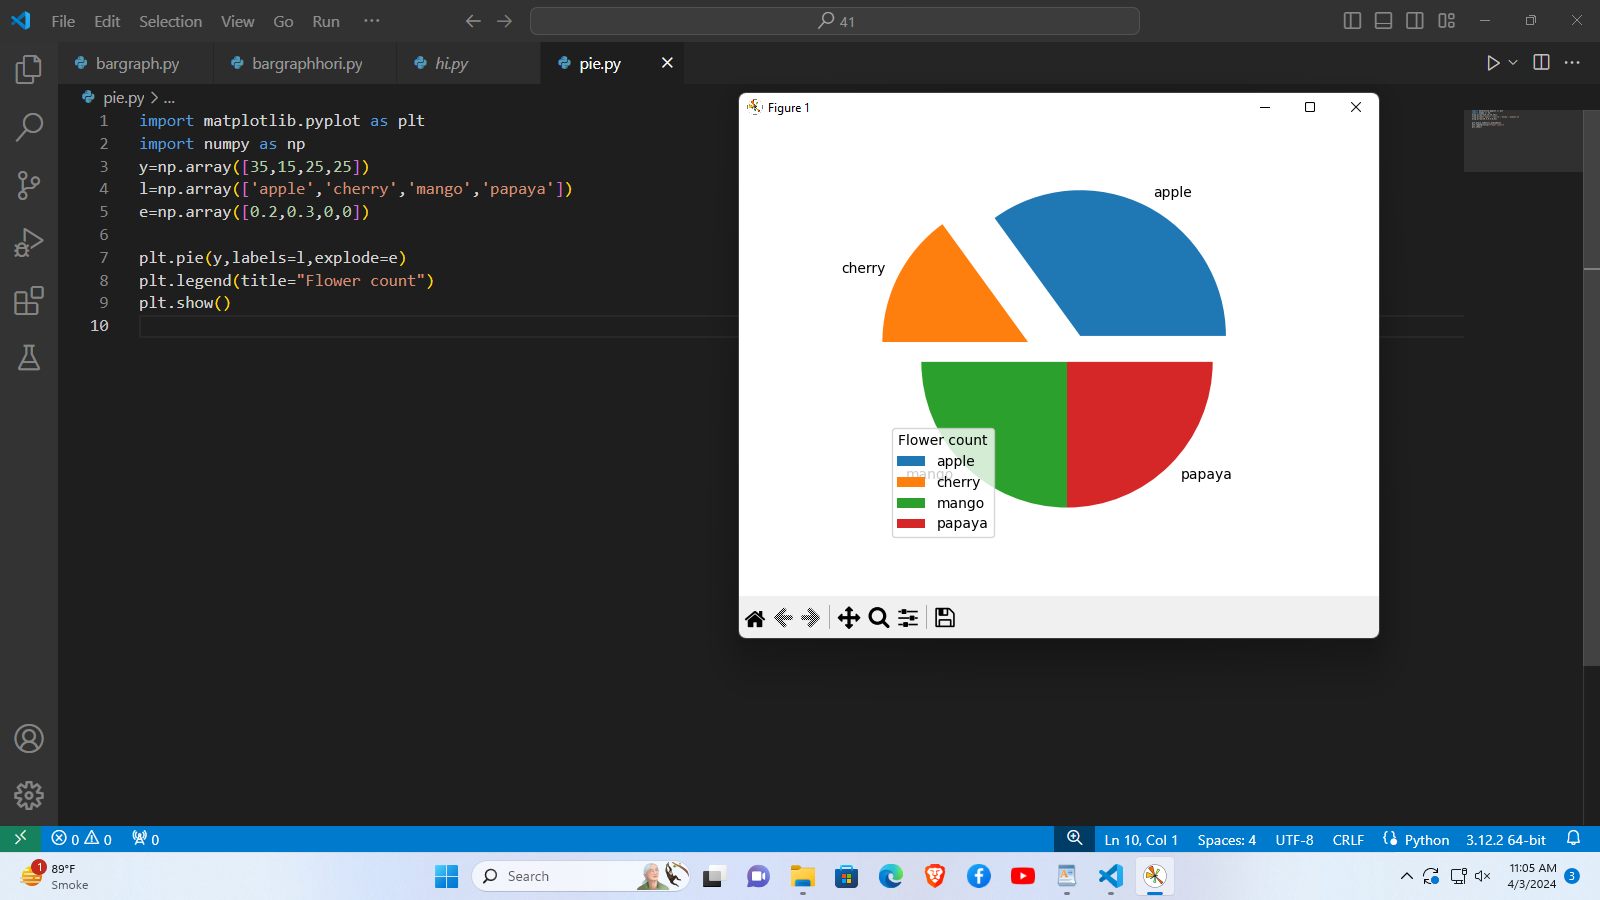 File Edit Selection View Go Run ···
41
bargraph.py bargraphhori.py hi.py pie.py
pie.py > ...
1 import matplotlib.pyplot as plt
2 import numpy as np
3 y=np.array([35,15,25,25])
4 l=np.array(['apple','cherry','mango','papaya'])
5 e=np.array([0.2,0.3,0,0])
6
7 plt.pie(y,labels=l,explode=e)
8 plt.legend(title="Flower count")
9 plt.show()
10
Figure 1
apple
cherry
mango
papaya
Flower count
apple
cherry
mango
papaya
0 0 0
Ln 10, Col 1 Spaces: 4 UTF-8 CRLF Python 3.12.2 64-bit
1
89°F
Smoke
Search
11:05 AM
4/3/2024
3